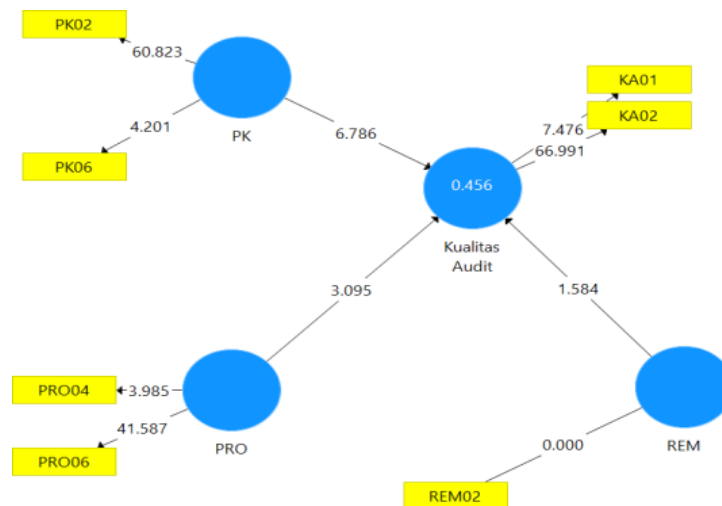 PK02
60.823
PK
4.201
PK06
6.786
KA01
7.476
KA02
66.991
0.456
Kualitas
Audit
3.095
1.584
PRO04
3.985
41.587
PRO
PRO06
REM
0.000
REM02